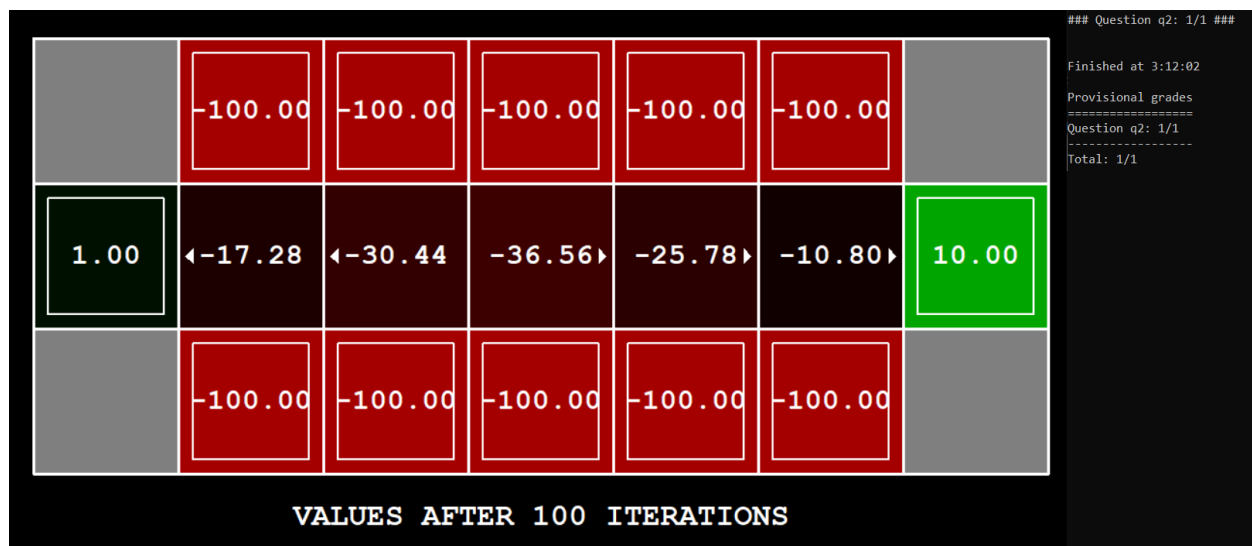 -100.00 -100.00 -100.00 -100.00 -100.00
1.00 -17.28 -30.44 -36.56 -25.78 -10.80 10.00
-100.00 -100.00 -100.00 -100.00 -100.00
VALUES AFTER 100 ITERATIONS
### Question q2: 1/1 ###
Finished at 3:12:02
Provisional grades
==================
Question q2: 1/1
------------------
Total: 1/1